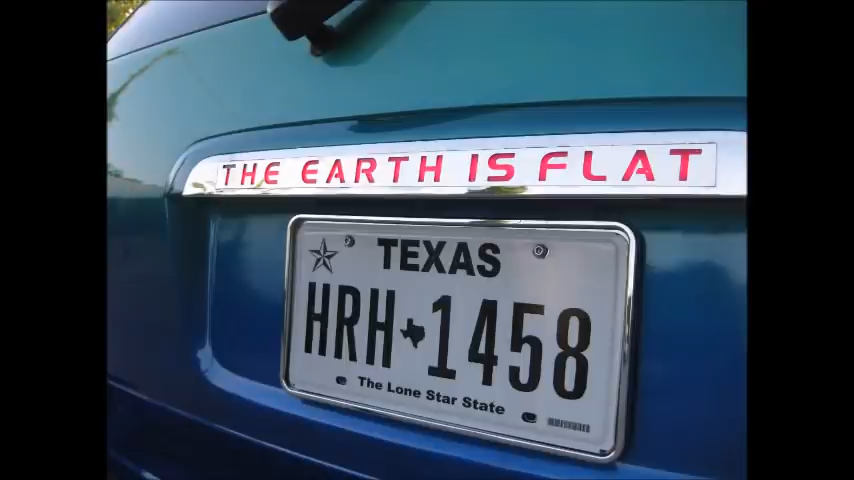 THE EARTH IS FLAT
TEXAS
HRH 1458
The Lone Star State